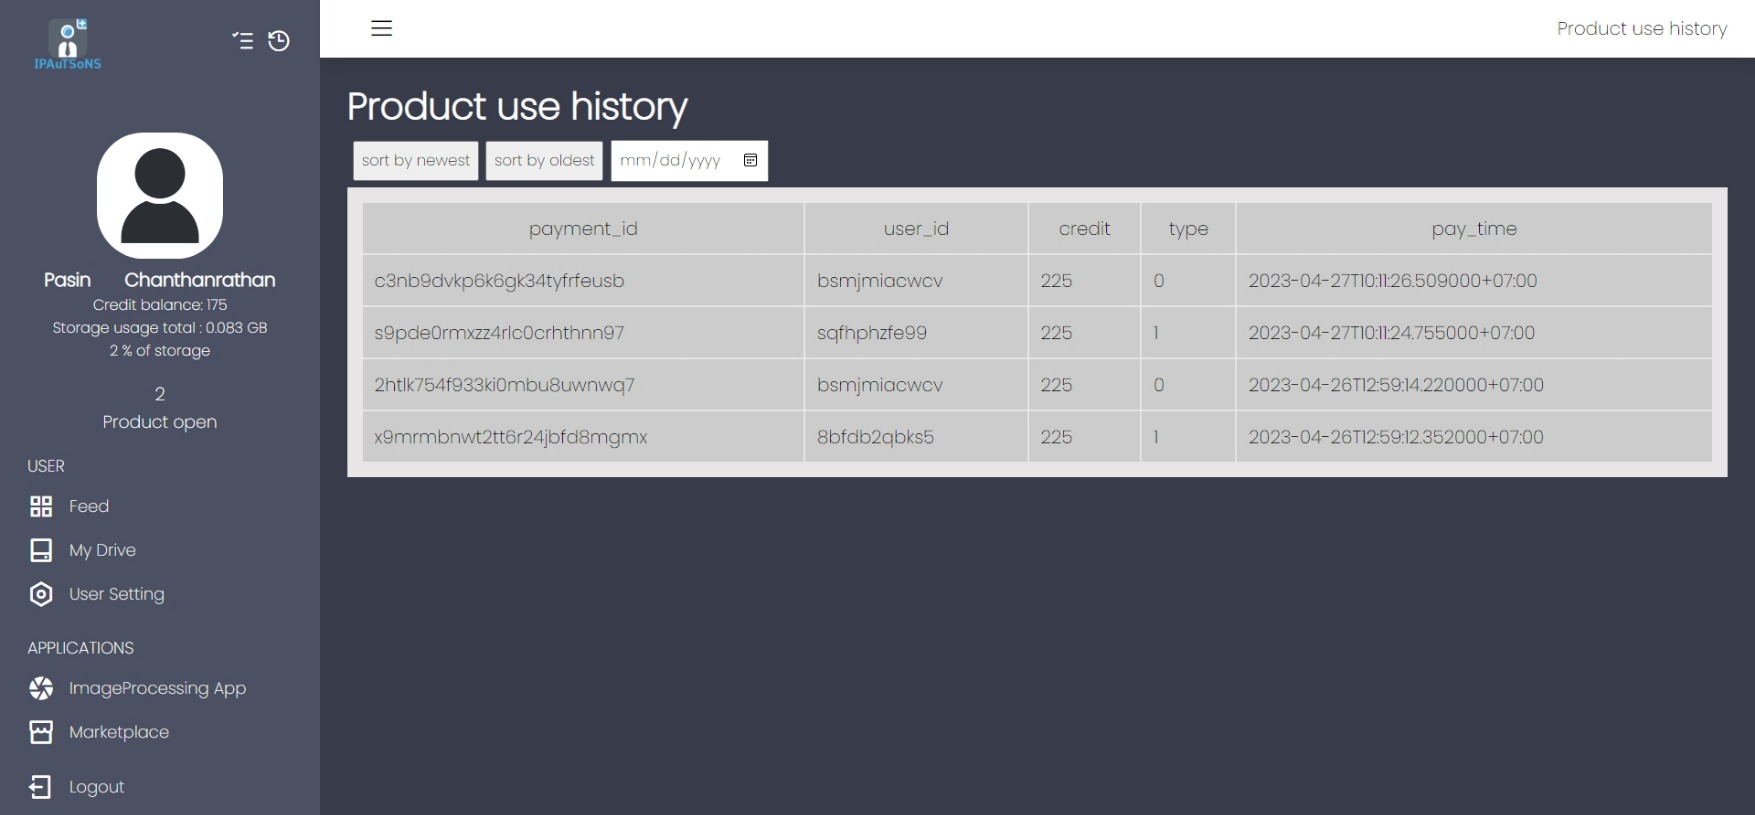 IPAuTSoNS
Product use history
Pasin Chanthanrathan
Credit balance: 175
Storage usage total : 0.083 GB
2 % of storage
2
Product open
USER
Feed
My Drive
User Setting
APPLICATIONS
ImageProcessing App
Marketplace
Logout
Product use history
sort by newest sort by oldest mm/dd/yyyy
payment_id user_id credit type pay_time
c3nb9dvkp6k6gk34tyfrfeusb bsmjmiacwcv 225 0 2023-04-27T10:11:26.509000+07:00
s9pde0rmxzz4rlc0crhthnn97 sqfhphzfe99 225 1 2023-04-27T10:11:24.755000+07:00
2htlk754f933ki0mbu8uwnwq7 bsmjmiacwcv 225 0 2023-04-26T12:59:14.220000+07:00
x9mrmbnwt2tt6r24jbfd8mgmx 8bfdb2qbks5 225 1 2023-04-26T12:59:12.352000+07:00